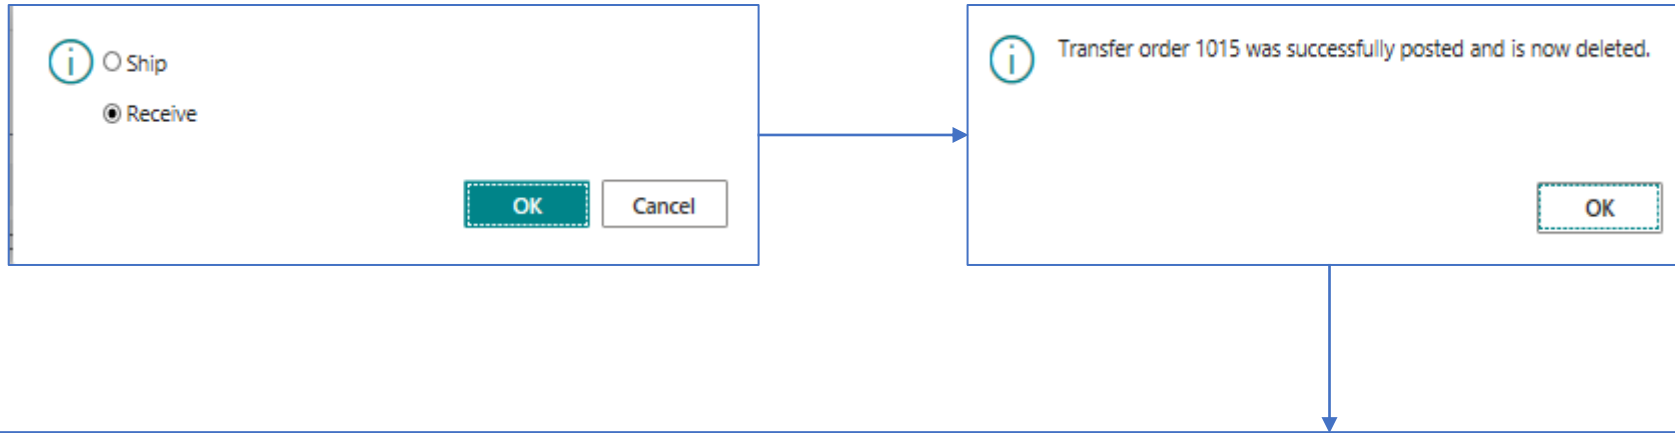 Ship
Receive
OK
Cancel
Transfer order 1015 was successfully posted and is now deleted.
OK